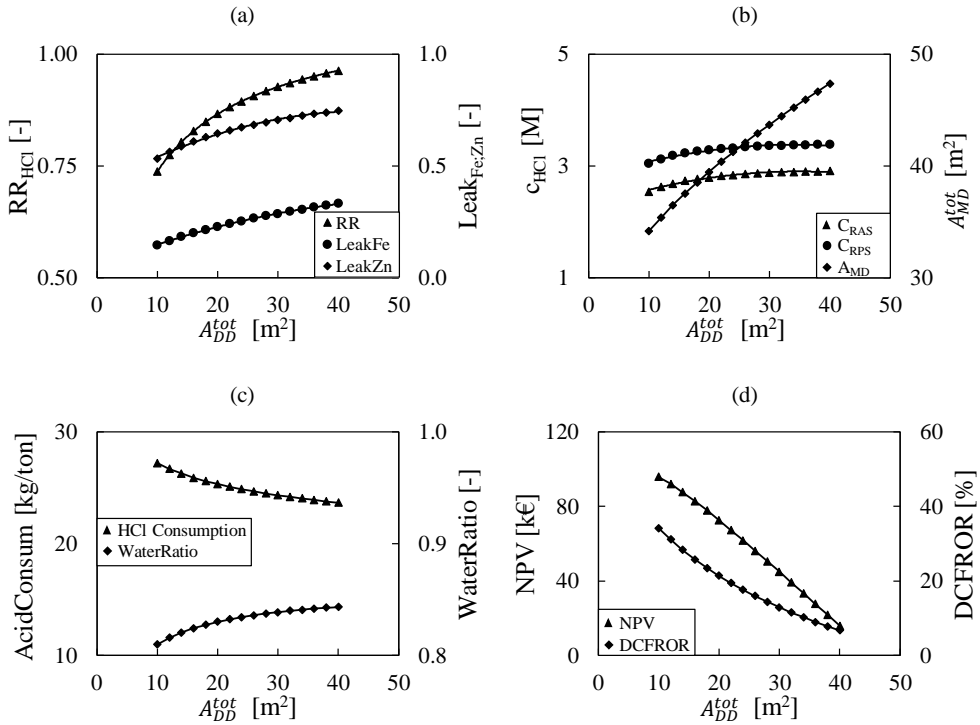 (a)
1.00
0.75
0.50
RR_HCl [-]
1.0
0.5
0.0
Leak_Fe;Zn [-]
RR
LeakFe
LeakZn
0 10 20 30 40 50
A_DD^tot [m²]
(b)
5
3
1
c_HCl [M]
50
40
30
A_MD^tot [m²]
C_RAS
C_RPS
A_MD
0 10 20 30 40 50
A_DD^tot [m²]
(c)
30
20
10
AcidConsum [kg/ton]
1.0
0.9
0.8
WaterRatio [-]
HCl Consumption
WaterRatio
0 10 20 30 40 50
A_DD^tot [m²]
(d)
120
80
40
0
NPV [k€]
60
40
20
0
DCFROR [%]
NPV
DCFROR
0 10 20 30 40 50
A_DD^tot [m²]